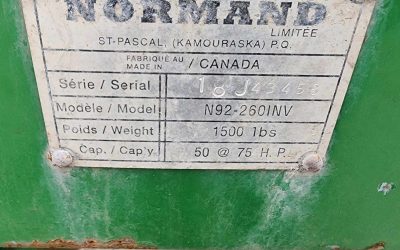 NORMAND
LIMITÉE
ST-PASCAL, (KAMOURASKA) P.Q.
FABRIQUÉ AU
MADE IN / CANADA
Série / Serial
Modèle / Model N92-260INV
Poids / Weight 1500 lbs
Cap. / Cap'y. 50 @ 75 H.P.